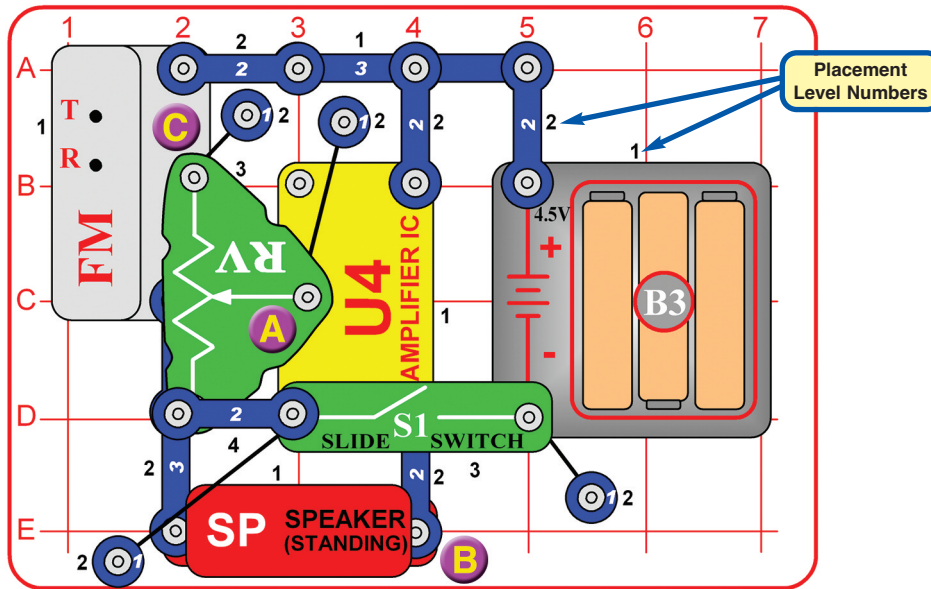 1 2 3 4 5 6 7
2 1
A 2 3
Placement
Level Numbers
T
1 2 1 2 2 2 2 2
C
R
1
3
B
4.5V
FM
RV
U4
AMPLIFIER IC
+
C
A
B3
1
-
D 2
S1
SLIDE SWITCH
4
2 3 1 2 2 3
1 2
SP SPEAKER
(STANDING)
E
B
2 1